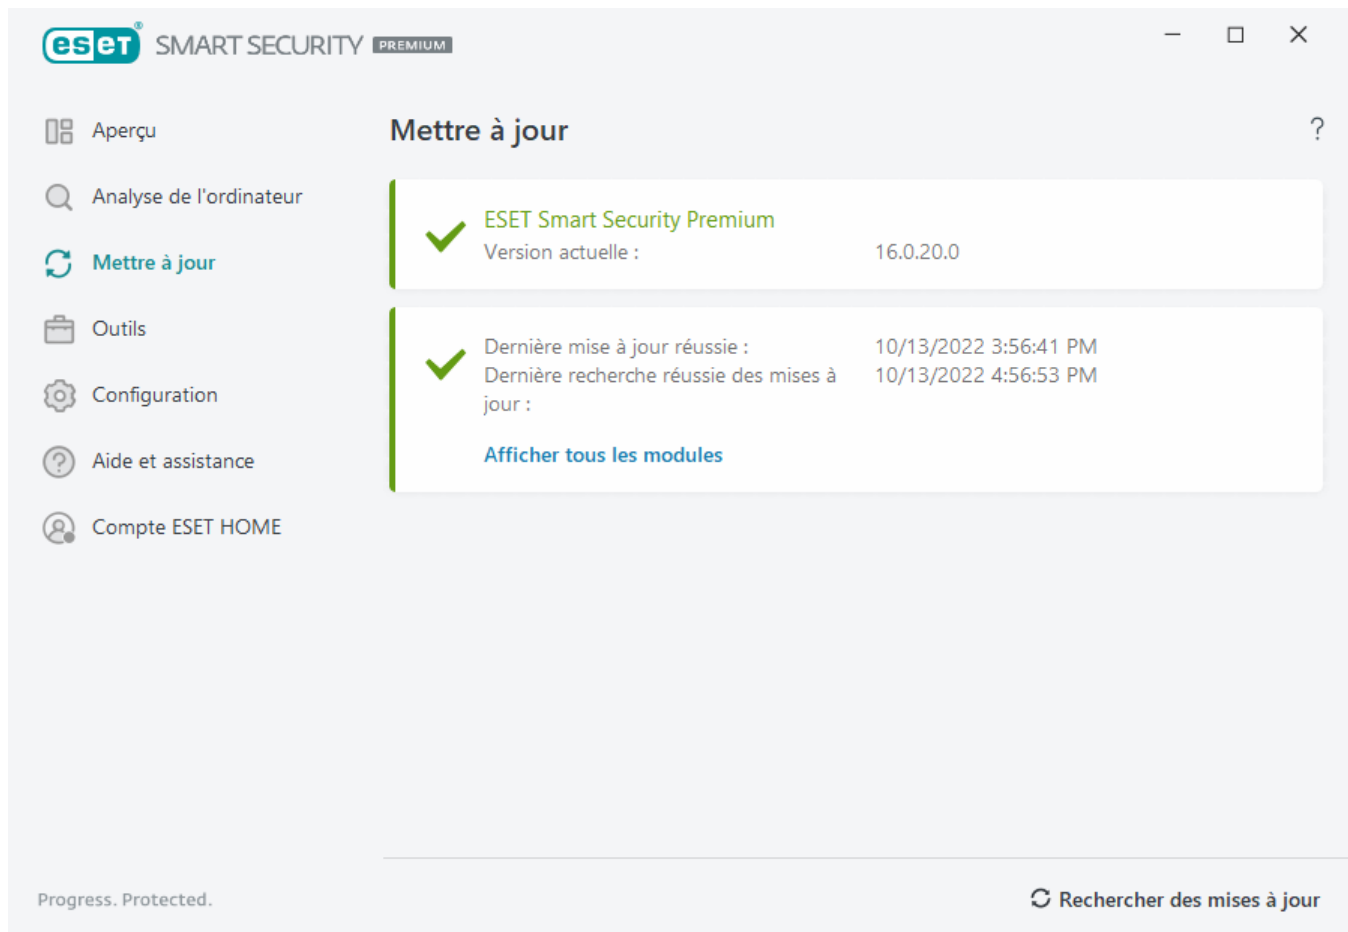 eset® SMART SECURITY PREMIUM
Aperçu
Analyse de l'ordinateur
Mettre à jour
Outils
Configuration
Aide et assistance
Compte ESET HOME
Mettre à jour
?
ESET Smart Security Premium
Version actuelle : 16.0.20.0
Dernière mise à jour réussie : 10/13/2022 3:56:41 PM
Dernière recherche réussie des mises à 10/13/2022 4:56:53 PM
jour :
Afficher tous les modules
Progress. Protected.
Rechercher des mises à jour